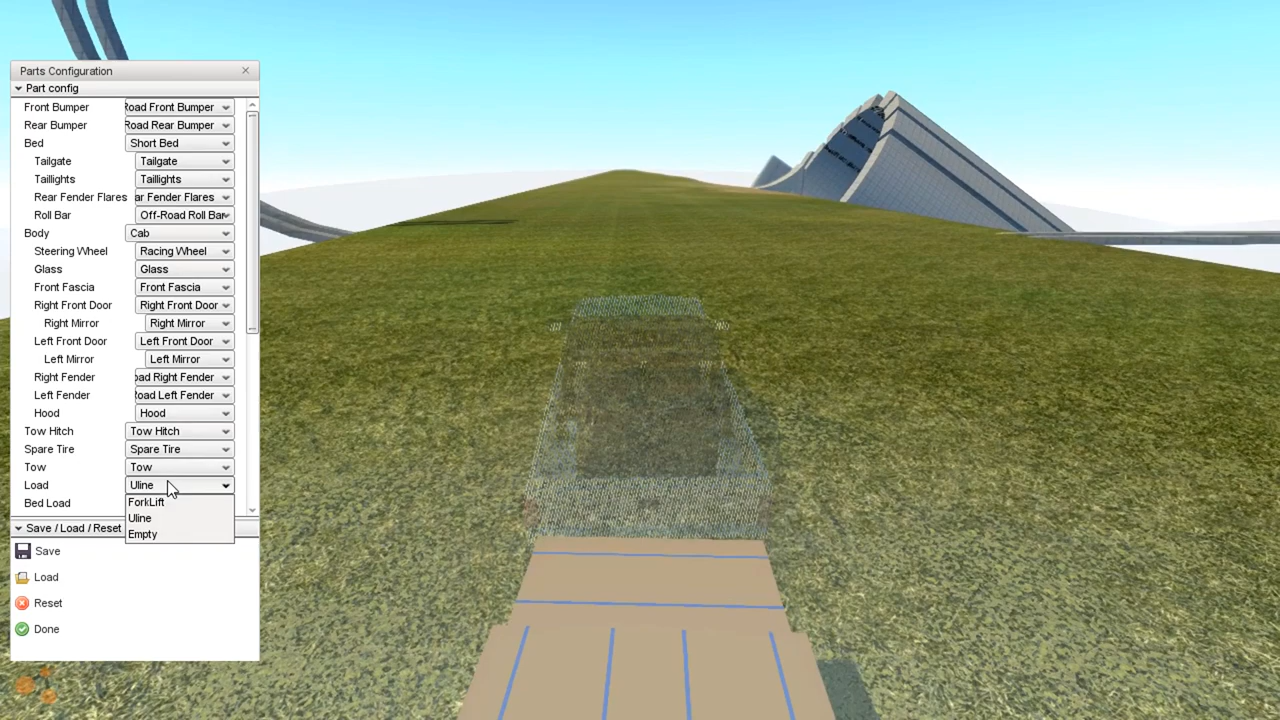 Parts Configuration
Part config
Front Bumper Road Front Bumper
Rear Bumper Road Rear Bumper
Bed Short Bed
Tailgate Tailgate
Taillights Taillights
Rear Fender Flares ar Fender Flares
Roll Bar Off-Road Roll Bar
Body Cab
Steering Wheel Racing Wheel
Glass Glass
Front Fascia Front Fascia
Right Front Door Right Front Door
Right Mirror Right Mirror
Left Front Door Left Front Door
Left Mirror Left Mirror
Right Fender oad Right Fender
Left Fender Road Left Fender
Hood Hood
Tow Hitch Tow Hitch
Spare Tire Spare Tire
Tow Tow
Load Uline
Bed Load ForkLift
Uline
Save / Load / Reset
Empty
Save
Load
Reset
Done